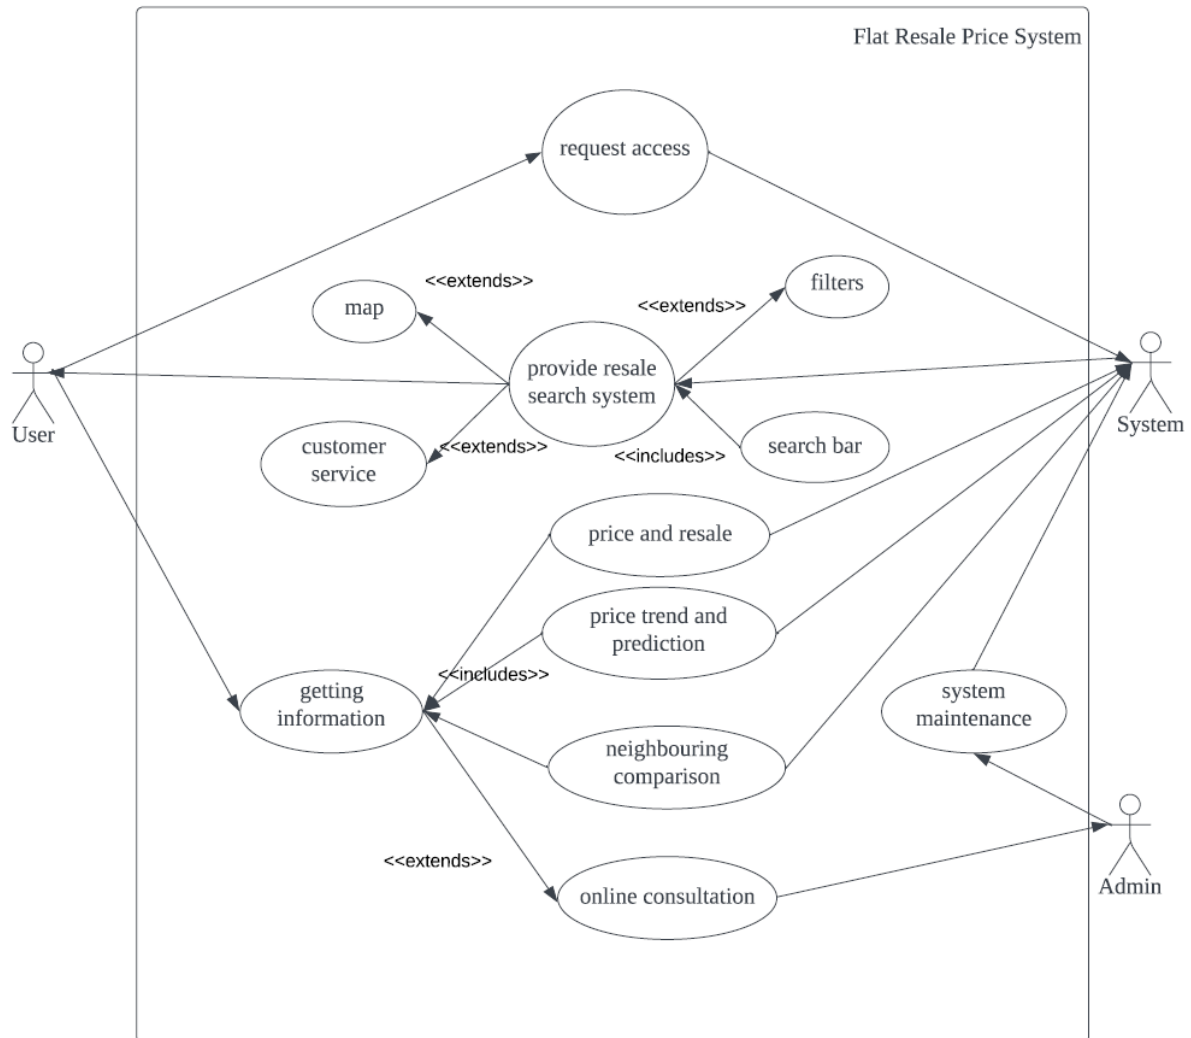 Flat Resale Price System
request access
<<extends>>
filters
map
<<extends>>
provide resale
search system
User
System
customer
service
<<extends>>
<<includes>>
search bar
price and resale
price trend and
prediction
<<includes>>
getting
information
system
maintenance
neighbouring
comparison
<<extends>>
online consultation
Admin